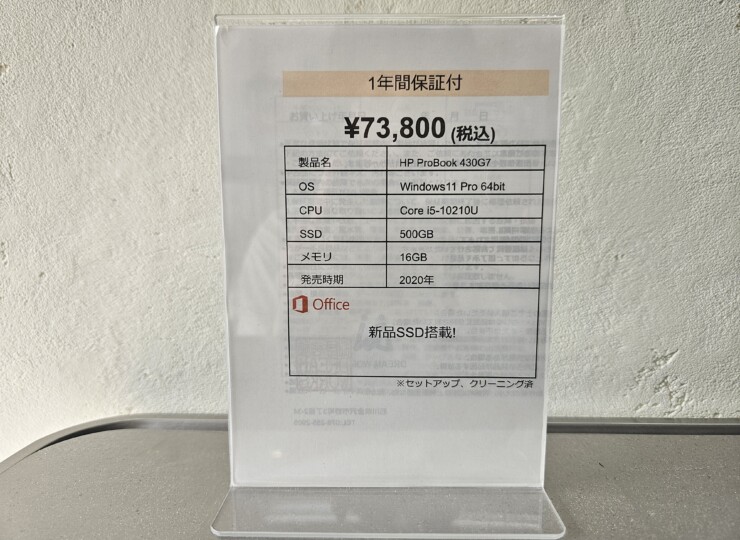 1年間保証付
¥73,800 (税込)
製品名 HP ProBook 430G7
OS Windows11 Pro 64bit
CPU Core i5-10210U
SSD 500GB
メモリ 16GB
発売時期 2020年
Office
新品SSD搭載!
※セットアップ、クリーニング済